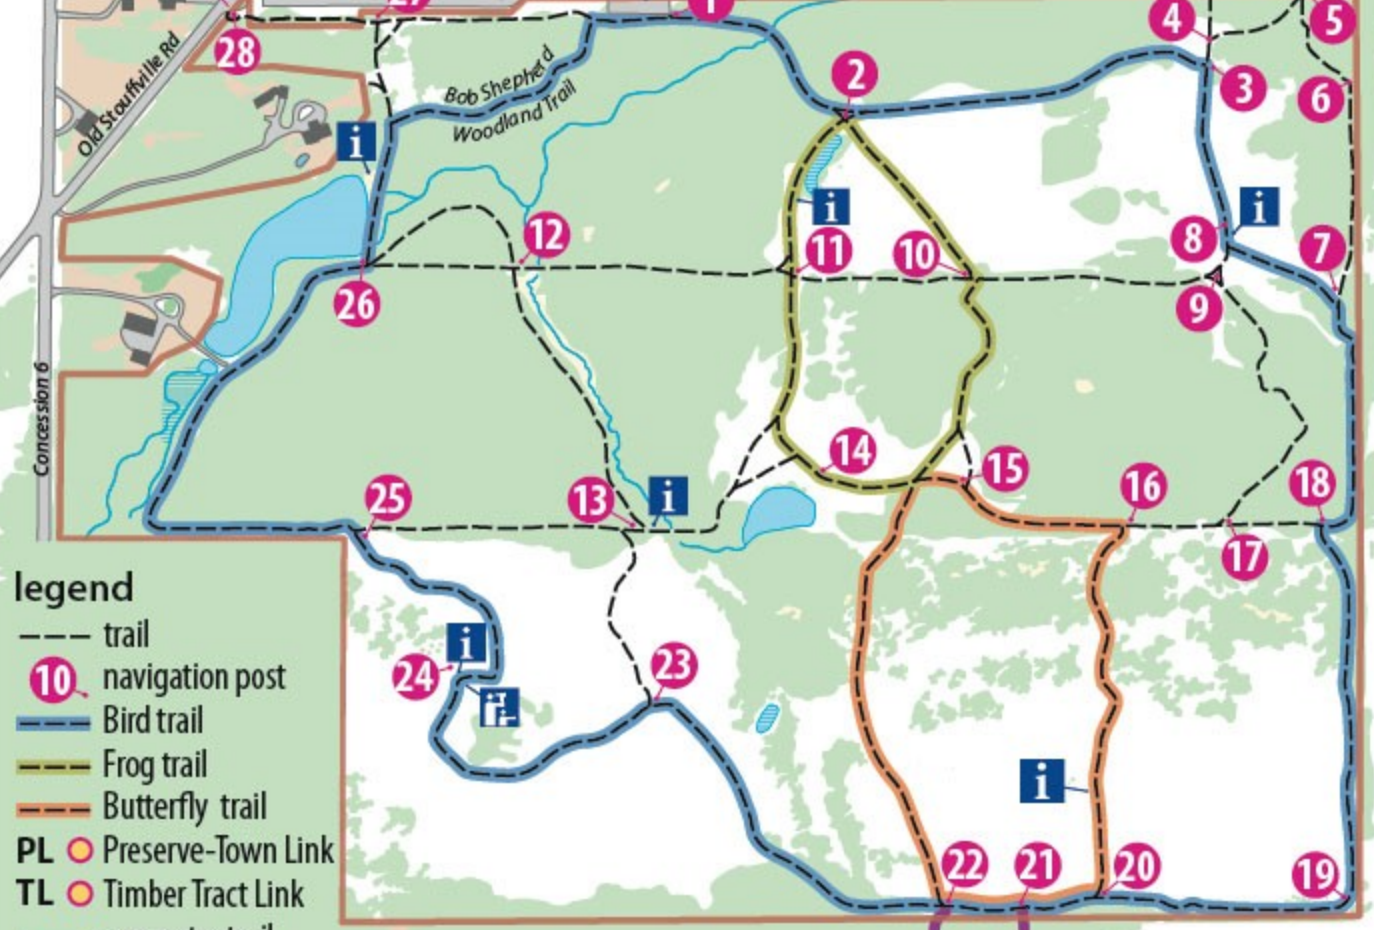 27
1
28
4
5
Old Stouffville Rd
Bob Shepherd
Woodland Trail
2
3
6
i
i
i
8
7
12
11
10
9
26
Concession 6
14
15
16
18
25
13
i
17
legend
trail
10 navigation post
Bird trail
Frog trail
Butterfly trail
PL Preserve-Town Link
TL Timber Tract Link
i
24
i
23
i
22
21
20
19